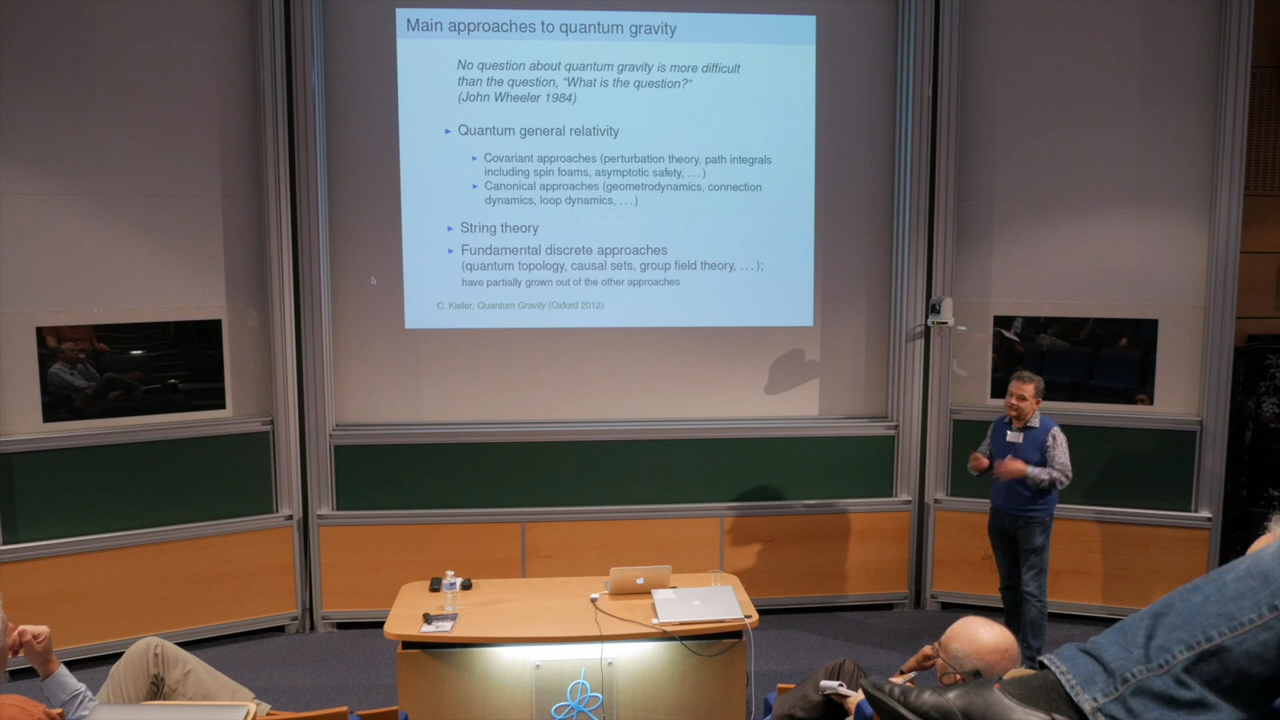 Main approaches to quantum gravity
No question about quantum gravity is more difficult
than the question, “What is the question?”
(John Wheeler 1984)
▸ Quantum general relativity
▸ Covariant approaches (perturbation theory, path integrals
including spin foams, asymptotic safety, . . . )
▸ Canonical approaches (geometrodynamics, connection
dynamics, loop dynamics, . . . )
▸ String theory
▸ Fundamental discrete approaches
(quantum topology, causal sets, group field theory, . . . );
have partially grown out of the other approaches
C. Kiefer, Quantum Gravity (Oxford 2012)